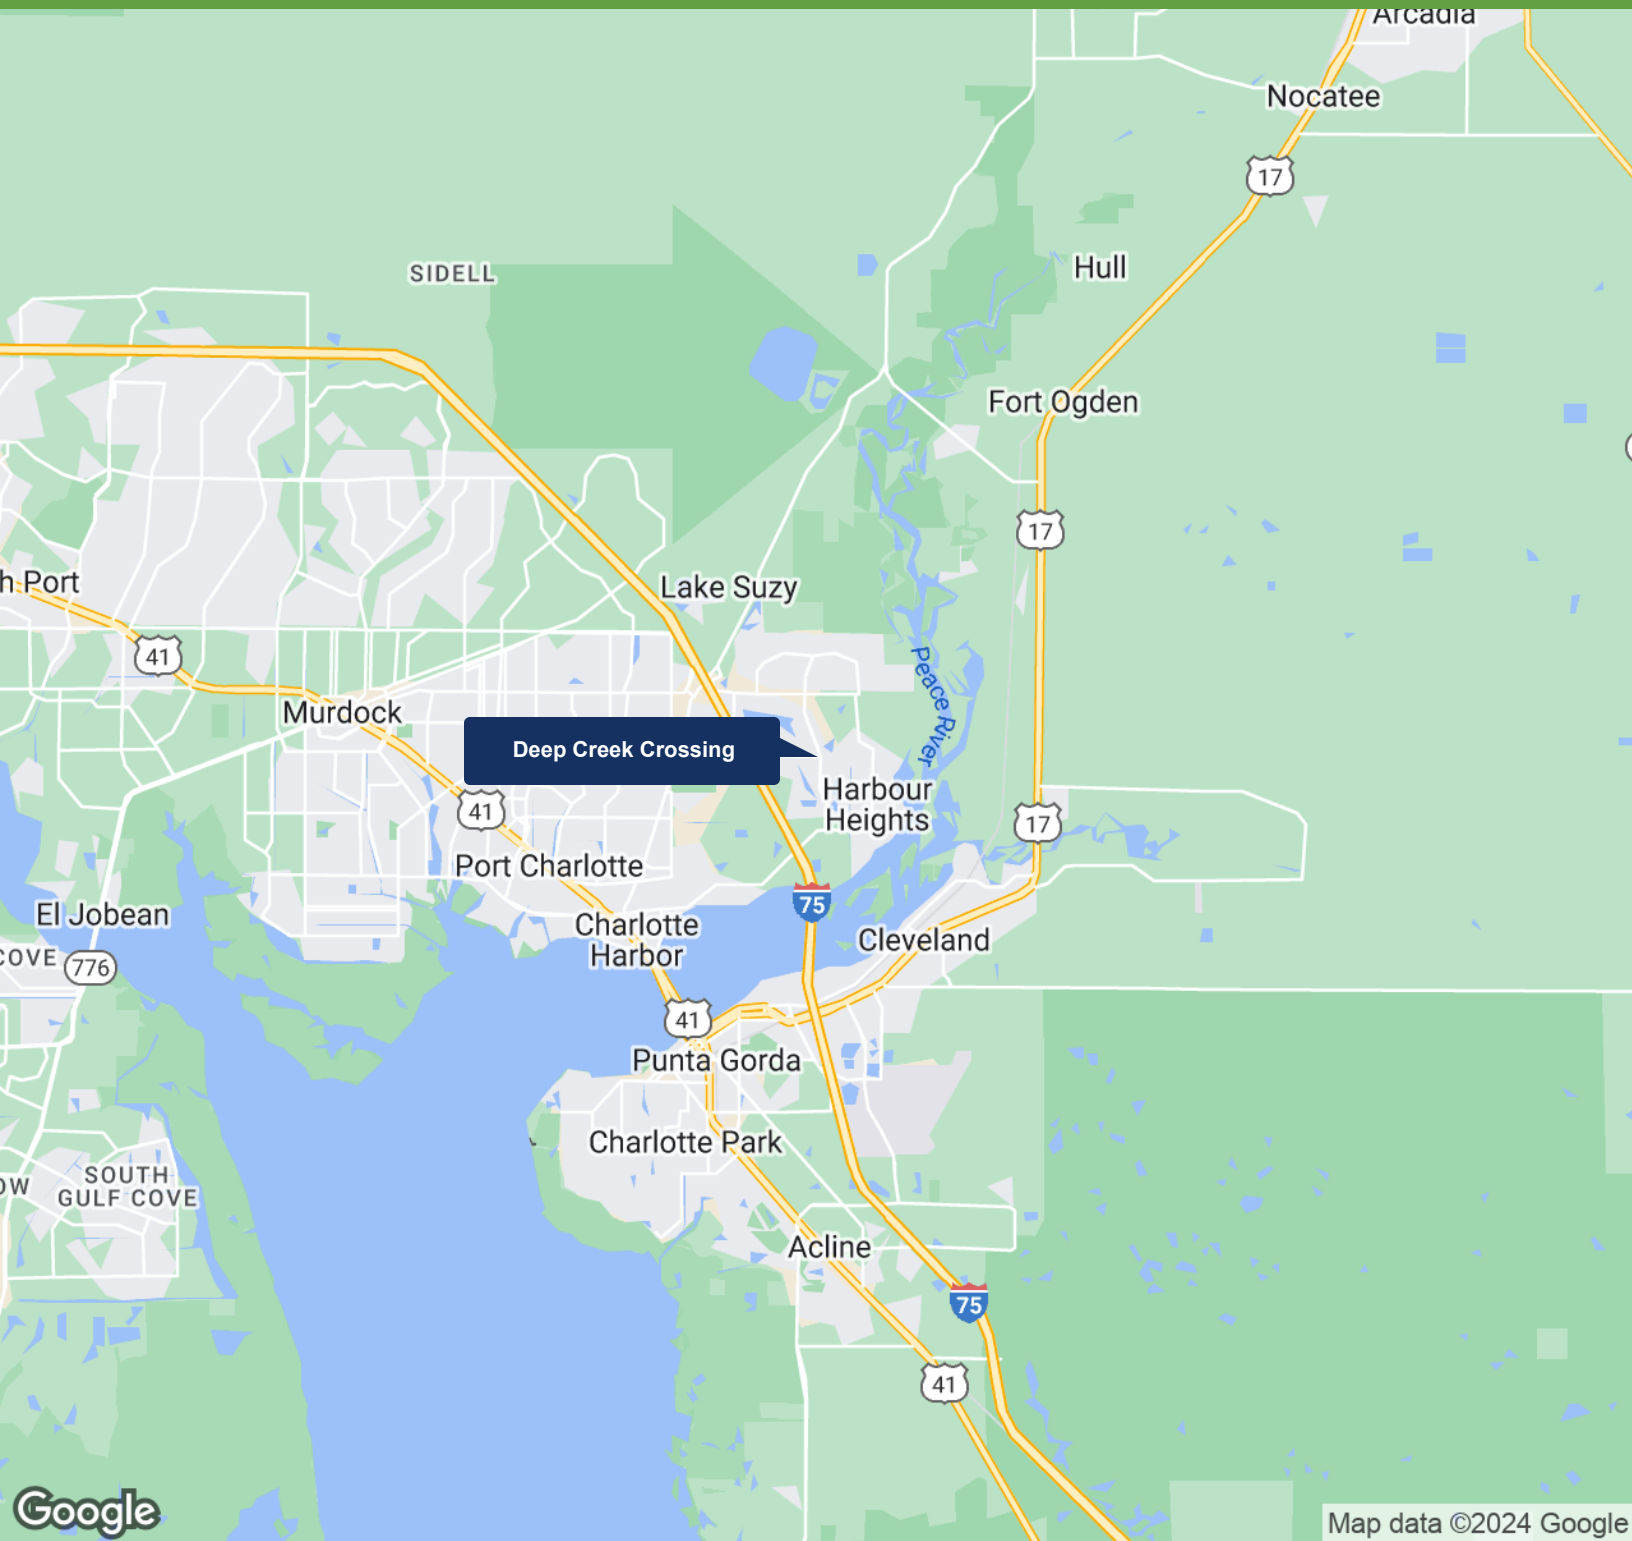 Arcadia
Nocatee
17
Hull
SIDELL
Fort Ogden
17
Lake Suzy
h Port
41
Peace River
Murdock
Deep Creek Crossing
Harbour
Heights
41
17
Port Charlotte
75
El Jobean
Charlotte
Harbor
Cleveland
COVE
776
41
Punta Gorda
Charlotte Park
SOUTH
GULF COVE
OW
Acline
75
41
Google
Map data ©2024 Google